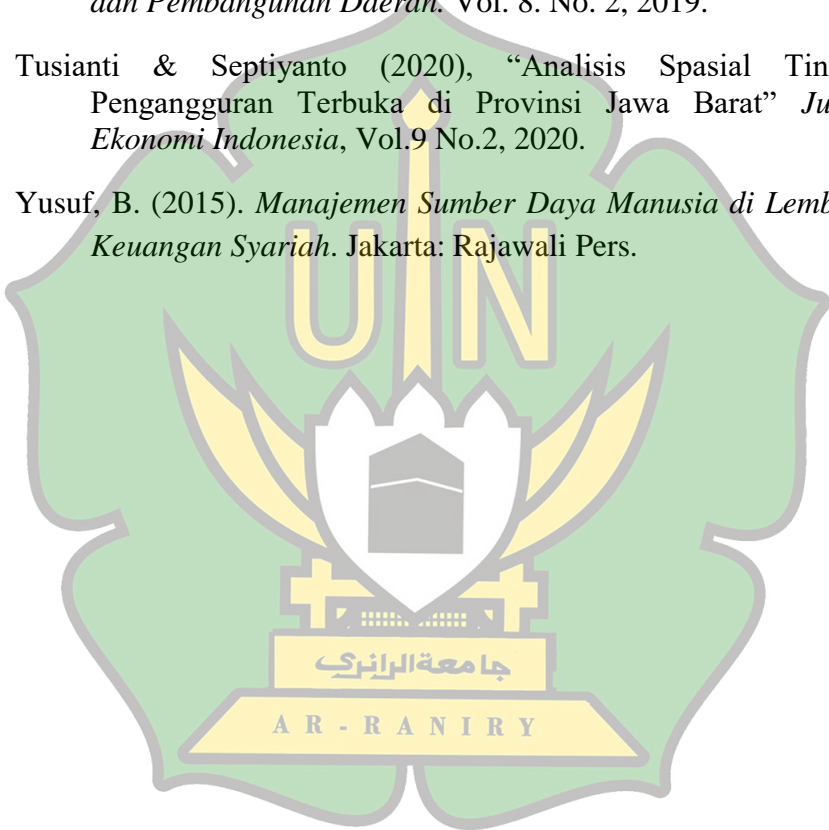 dan Pembangunan Daerah. Vol. 8. No. 2, 2019.
Tusianti & Septiyanto (2020), “Analisis Spasial Tin
Pengangguran Terbuka di Provinsi Jawa Barat” Ju
Ekonomi Indonesia, Vol.9 No.2, 2020.
Yusuf, B. (2015). Manajemen Sumber Daya Manusia di Lemb
Keuangan Syariah. Jakarta: Rajawali Pers.
UIN
جامعة الرانري
AR-RANIRY